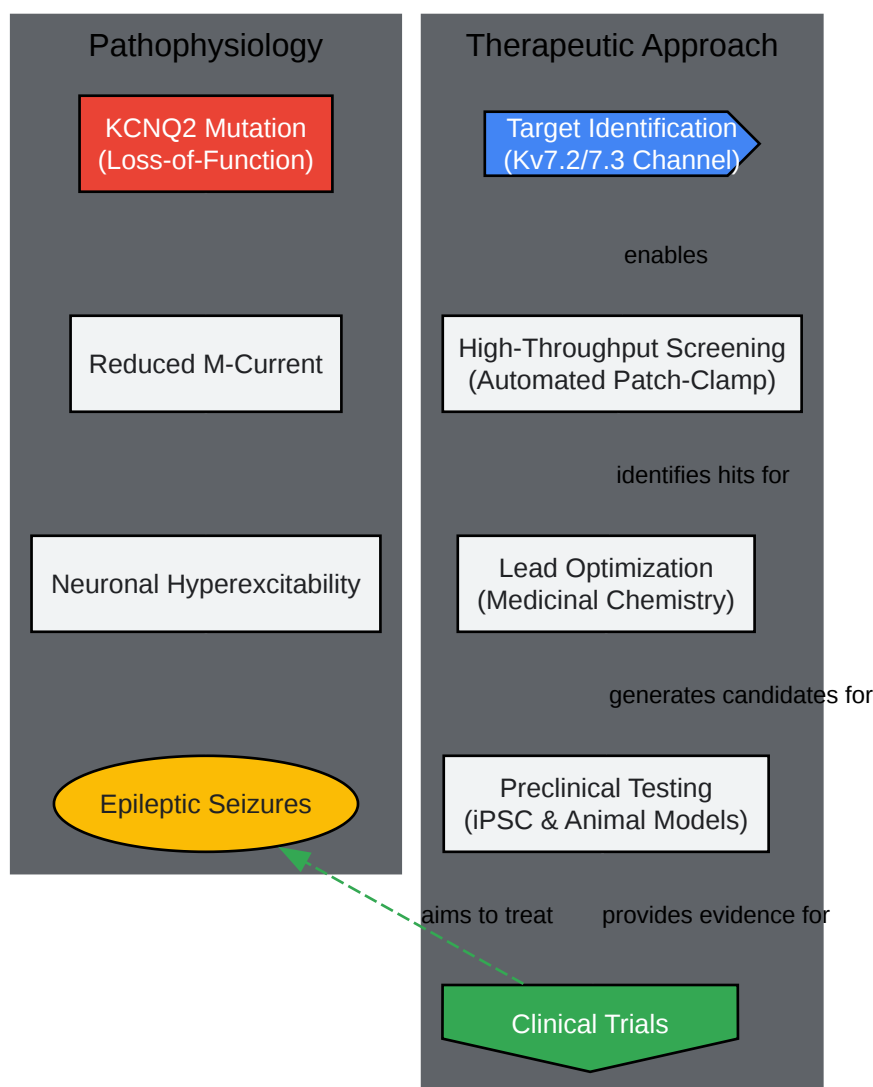 Pathophysiology
KCNQ2 Mutation
(Loss-of-Function)
Reduced M-Current
Neuronal Hyperexcitability
Epileptic Seizures
Therapeutic Approach
Target Identification
(Kv7.2/7.3 Channel)
enables
High-Throughput Screening
(Automated Patch-Clamp)
identifies hits for
Lead Optimization
(Medicinal Chemistry)
generates candidates for
Preclinical Testing
(iPSC & Animal Models)
aims to treat
provides evidence for
Clinical Trials